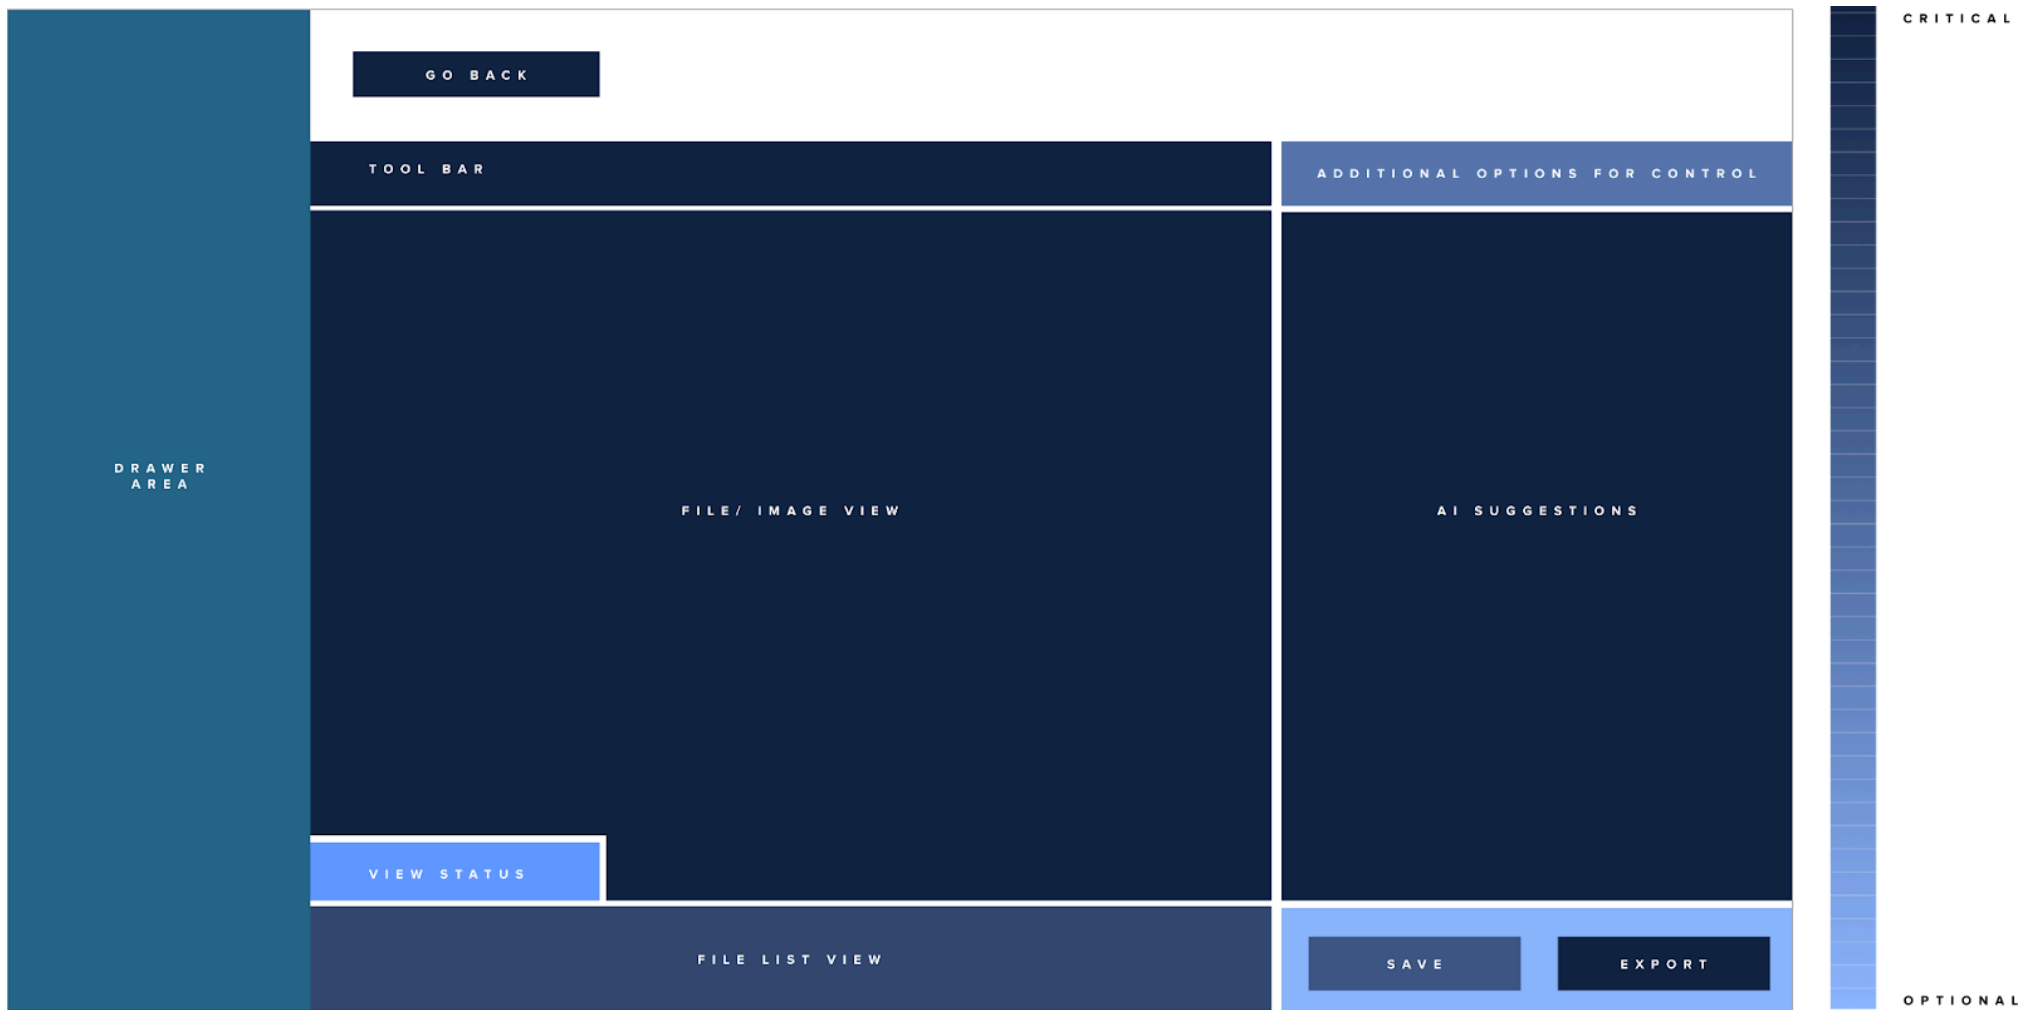 CRITICAL
GO BACK
TOOL BAR
ADDITIONAL OPTIONS FOR CONTROL
DRAWER
AREA
FILE/ IMAGE VIEW
AI SUGGESTIONS
VIEW STATUS
FILE LIST VIEW
SAVE
EXPORT
OPTIONAL